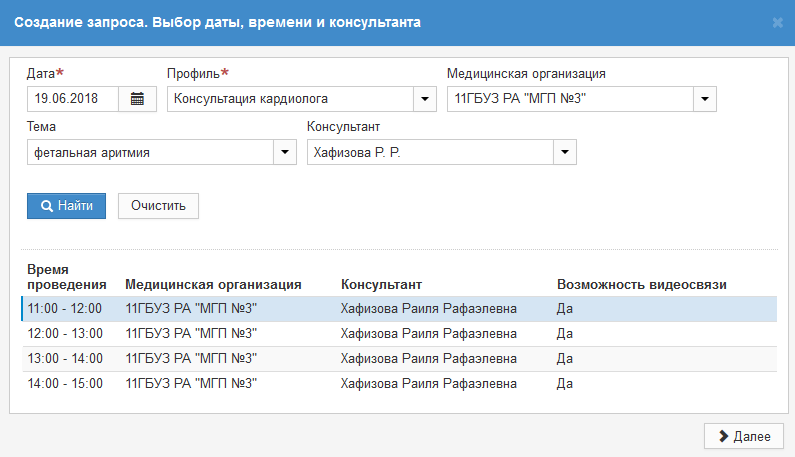 Создание запроса. Выбор даты, времени и консультанта
Дата* Профиль* Медицинская организация
19.06.2018 Консультация кардиолога 11ГБУЗ РА "МГП №3"
Тема Консультант
фетальная аритмия Хафизова Р. Р.
Найти Очистить
Время
проведения Медицинская организация Консультант Возможность видеосвязи
11:00 - 12:00 11ГБУЗ РА "МГП №3" Хафизова Раиля Рафаэлевна Да
12:00 - 13:00 11ГБУЗ РА "МГП №3" Хафизова Раиля Рафаэлевна Да
13:00 - 14:00 11ГБУЗ РА "МГП №3" Хафизова Раиля Рафаэлевна Да
14:00 - 15:00 11ГБУЗ РА "МГП №3" Хафизова Раиля Рафаэлевна Да
Далее